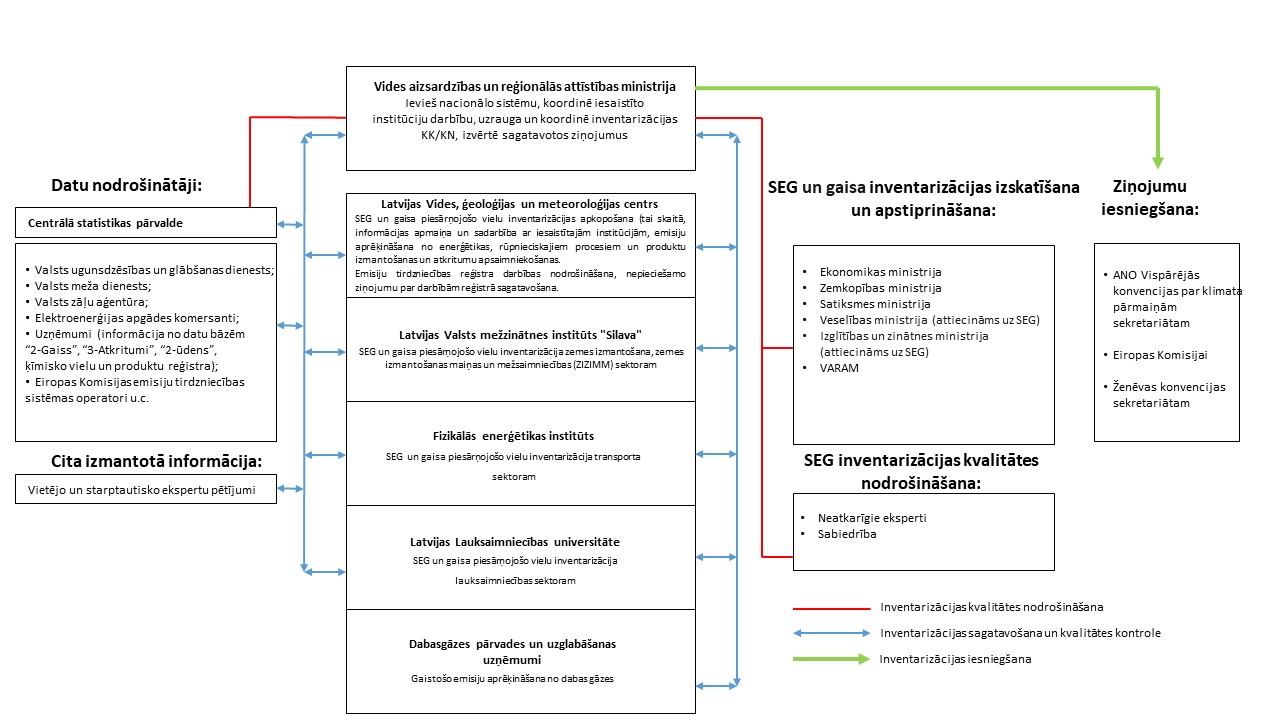 Vides aizsardzības un reģionālās attīstības ministrija
Ievieš nacionālo sistēmu, koordinē iesaistīto
institūciju darbību, uzrauga un koordinē inventarizācijas
KK/KN, izvērtē sagatavotos ziņojumus
Datu nodrošinātāji:
Centrālā statistikas pārvalde
• Valsts ugunsdzēsības un glābšanas dienests;
• Valsts meža dienests;
• Valsts zāļu aģentūra;
• Elektroenerģijas apgādes komersanti;
• Uzņēmumi (informācija no datu bāzēm
“2-Gaiss”, “3-Atkritumi”, “2-ūdens”,
ķīmisko vielu un produktu reģistra);
• Eiropas Komisijas emisiju tirdzniecības
sistēmas operatori u.c.
Cita izmantotā informācija:
Vietējo un starptautisko ekspertu pētījumi
Latvijas Vides, ģeoloģijas un meteoroloģijas centrs
SEG un gaisa piesārņojošo vielu inventarizācijas apkopošana (tai skaitā,
informācijas apmaiņa un sadarbība ar iesaistītajām institūcijām, emisiju
aprēķināšana no enerģētikas, rūpnieciskajiem procesiem un produktu
izmantošanas un atkritumu apsaimniekošanas.
Emisiju tirdzniecības reģistra darbības nodrošināšana, nepieciešamo
ziņojumu par darbībām reģistrā sagatavošana.
Latvijas Valsts mežzinātnes institūts "Silava"
SEG un gaisa piesārņojošo vielu inventarizācija zemes izmantošana, zemes
izmantošanas maiņas un mežsaimniecības (ZIZIMM) sektoram
Fizikālās enerģētikas institūts
SEG un gaisa piesārņojošo vielu inventarizācija transporta
sektoram
Latvijas Lauksaimniecības universitāte
SEG un gaisa piesārņojošo vielu inventarizācija
lauksaimniecības sektoram
Dabasgāzes pārvades un uzglabāšanas
uzņēmumi
Gaistošo emisiju aprēķināšana no dabas gāzes
SEG un gaisa inventarizācijas izskatīšana
un apstiprināšana:
• Ekonomikas ministrija
• Zemkopības ministrija
• Satiksmes ministrija
• Veselības ministrija (attiecināms uz SEG)
• Izglītības un zinātnes ministrija
(attiecināms uz SEG)
• VARAM
SEG inventarizācijas kvalitātes
nodrošināšana:
• Neatkarīgie eksperti
• Sabiedrība
Ziņojumu
iesniegšana:
• ANO Vispārējās
konvencijas par klimata
pārmaiņām
sekretariātam
• Eiropas Komisijai
• Ženēvas konvencijas
sekretariātam
Inventarizācijas kvalitātes nodrošināšana
Inventarizācijas sagatavošana un kvalitātes kontrole
Inventarizācijas iesniegšana